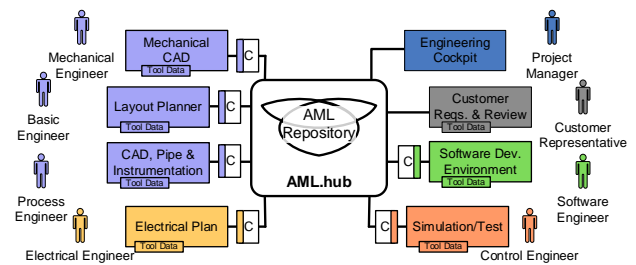 Mechanical
Engineer
Mechanical
CAD
Tool Data
C
Engineering
Cockpit
Project
Manager
Basic
Engineer
Layout Planner
Tool Data
C
AML
Repository
AML.hub
Customer
Reqs. & Review
Tool Data
Customer
Representative
Process
Engineer
CAD, Pipe &
Instrumentation
Tool Data
C
C
Software Dev.
Environment
Tool Data
Software
Engineer
Electrical Engineer
Electrical Plan
Tool Data
C
C
Simulation/Test
Tool Data
Control Engineer